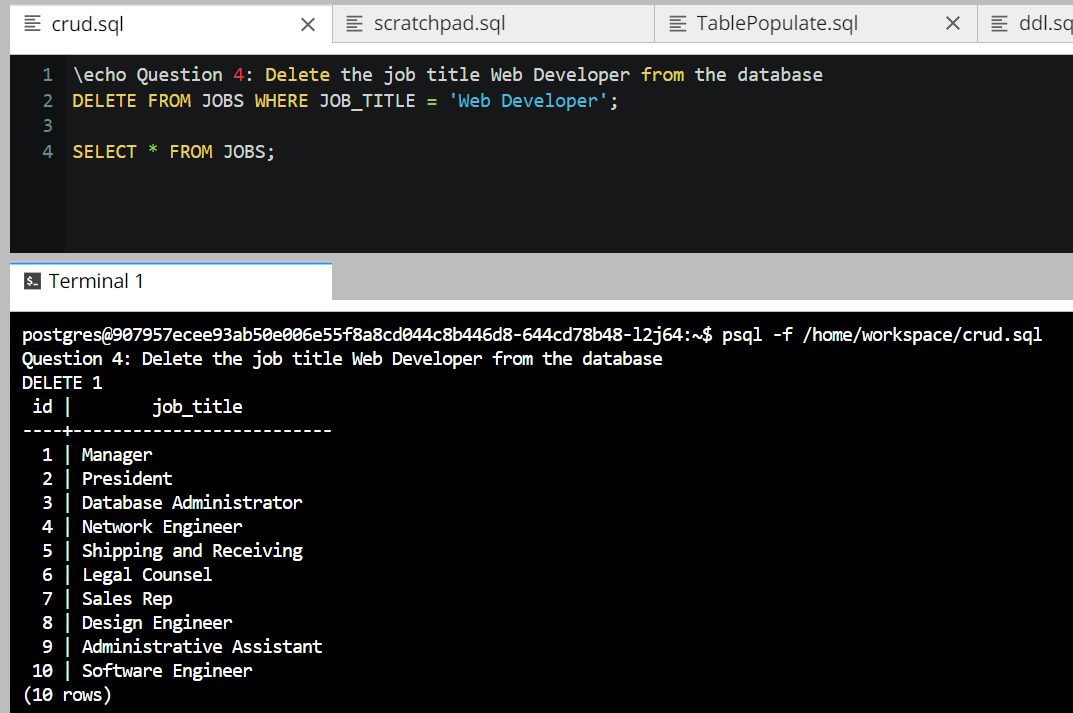 crud.sql
scratchpad.sql
TablePopulate.sql
ddl.sq
1 \echo Question 4: Delete the job title Web Developer from the database
2 DELETE FROM JOBS WHERE JOB_TITLE = 'Web Developer';
3
4 SELECT * FROM JOBS;
Terminal 1
postgres@907957ecee93ab50e006e55f8a8cd044c8b446d8-644cd78b48-l2j64:~$ psql -f /home/workspace/crud.sql
Question 4: Delete the job title Web Developer from the database
DELETE 1
 id |        job_title
----+--------------------------
  1 | Manager
  2 | President
  3 | Database Administrator
  4 | Network Engineer
  5 | Shipping and Receiving
  6 | Legal Counsel
  7 | Sales Rep
  8 | Design Engineer
  9 | Administrative Assistant
 10 | Software Engineer
(10 rows)